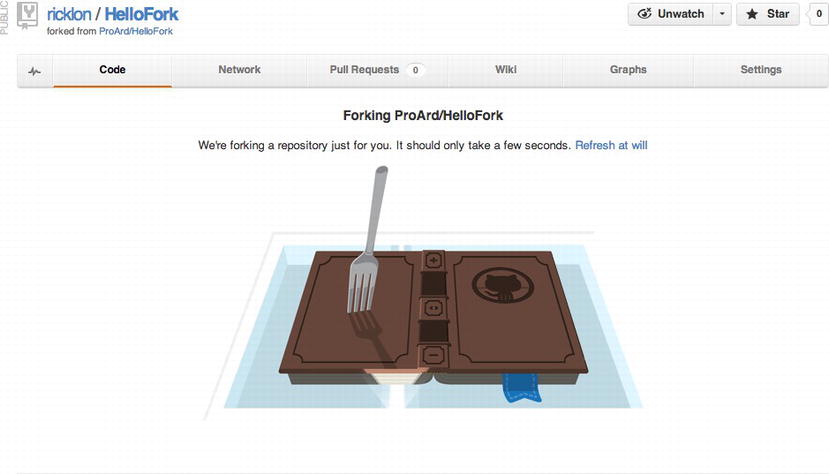 PUBLIC
ricklon / HelloFork
forked from ProArd/HelloFork
Unwatch
Star
0
Code
Network
Pull Requests 0
Wiki
Graphs
Settings
Forking ProArd/HelloFork
We're forking a repository just for you. It should only take a few seconds. Refresh at will